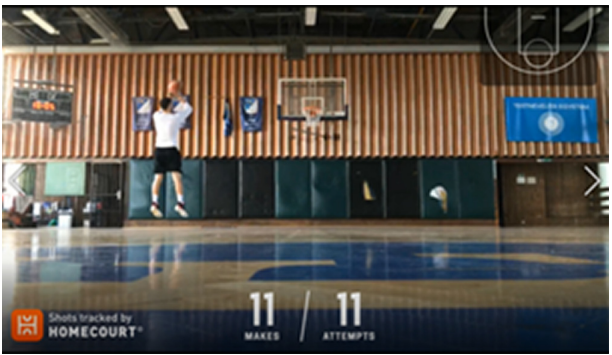 Shots tracked by
HOMECOURT®
11
MAKES
11
ATTEMPTS